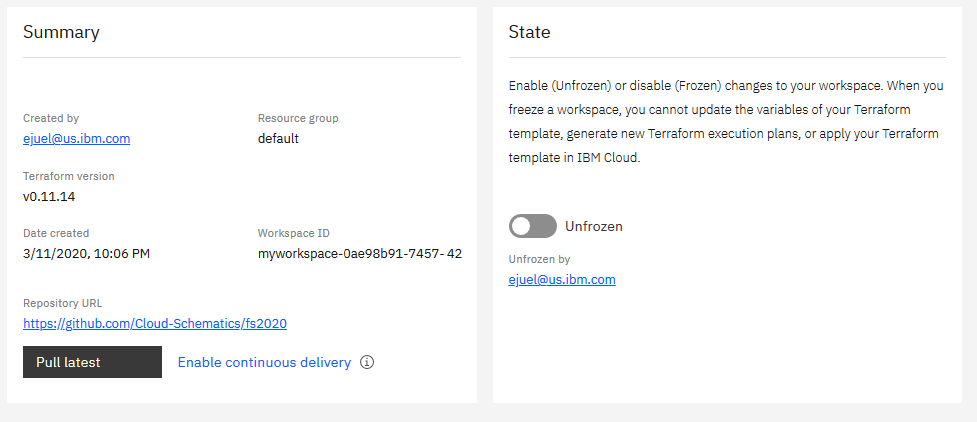 Summary
Created by
Resource group
ejuel@us.ibm.com
default
Terraform version
v0.11.14
Date created
Workspace ID
3/11/2020, 10:06 PM
myworkspace-0ae98b91-7457- 42
Repository URL
https://github.com/Cloud-Schematics/fs2020
Pull latest
Enable continuous delivery
State
Enable (Unfrozen) or disable (Frozen) changes to your workspace. When you
freeze a workspace, you cannot update the variables of your Terraform
template, generate new Terraform execution plans, or apply your Terraform
template in IBM Cloud.
Unfrozen
Unfrozen by
ejuel@us.ibm.com